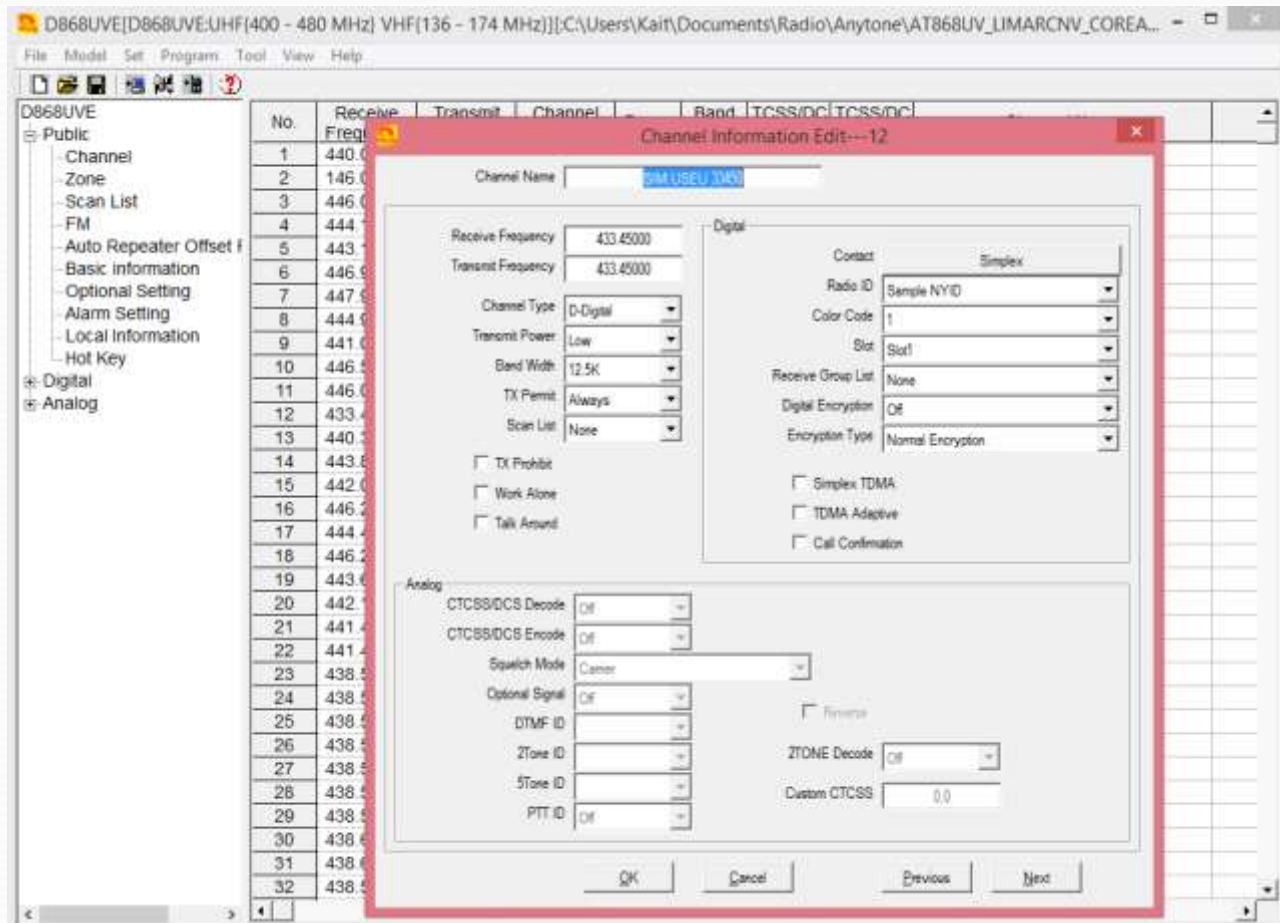 D868UVE[D868UVE:UHF{400 - 480 MHz} VHF{136 - 174 MHz}][:C:\Users\Kait\Documents\Radio\Anytone\AT868UV_LIMARCNV_COREA...
File Model Set Program Tool View Help
D868UVE
Public
Channel
Zone
Scan List
FM
Auto Repeater Offset F
Basic information
Optional Setting
Alarm Setting
Local Information
Hot Key
Digital
Analog
No. Receive Transmit Channel Band TCSS/DC TCSS/DC
Freq
1 440.0
2 146.0
3 446.0
4 444.1
5 443.1
6 446.9
7 447.9
8 444.9
9 441.0
10 446.5
11 446.0
12 433.4
13 440.3
14 443.8
15 442.0
16 446.2
17 444.4
18 446.2
19 443.6
20 442.1
21 441.4
22 441.4
23 438.5
24 438.5
25 438.5
26 438.5
27 438.5
28 438.5
29 438.5
30 438.6
31 438.6
32 438.5
Channel Information Edit---12
Channel Name SIM USEU 33450
Receive Frequency 433.45000
Transmit Frequency 433.45000
Channel Type D-Digital
Transmit Power Low
Band Width 12.5K
TX Permit Always
Scan List None
TX Prohibit
Work Alone
Talk Around
Digital
Contact Simplex
Radio ID Sample NYID
Color Code 1
Slot Slot1
Receive Group List None
Digital Encryption Off
Encryption Type Normal Encryption
Simplex TDMA
TDMA Adaptive
Call Confirmation
Analog
CTCSS/DCS Decode Off
CTCSS/DCS Encode Off
Squelch Mode Carrier
Optional Signal Off
DTMF ID
2Tone ID
5Tone ID
PTT ID Off
Reverse
2TONE Decode Off
Custom CTCSS 0.0
OK Cancel Previous Next